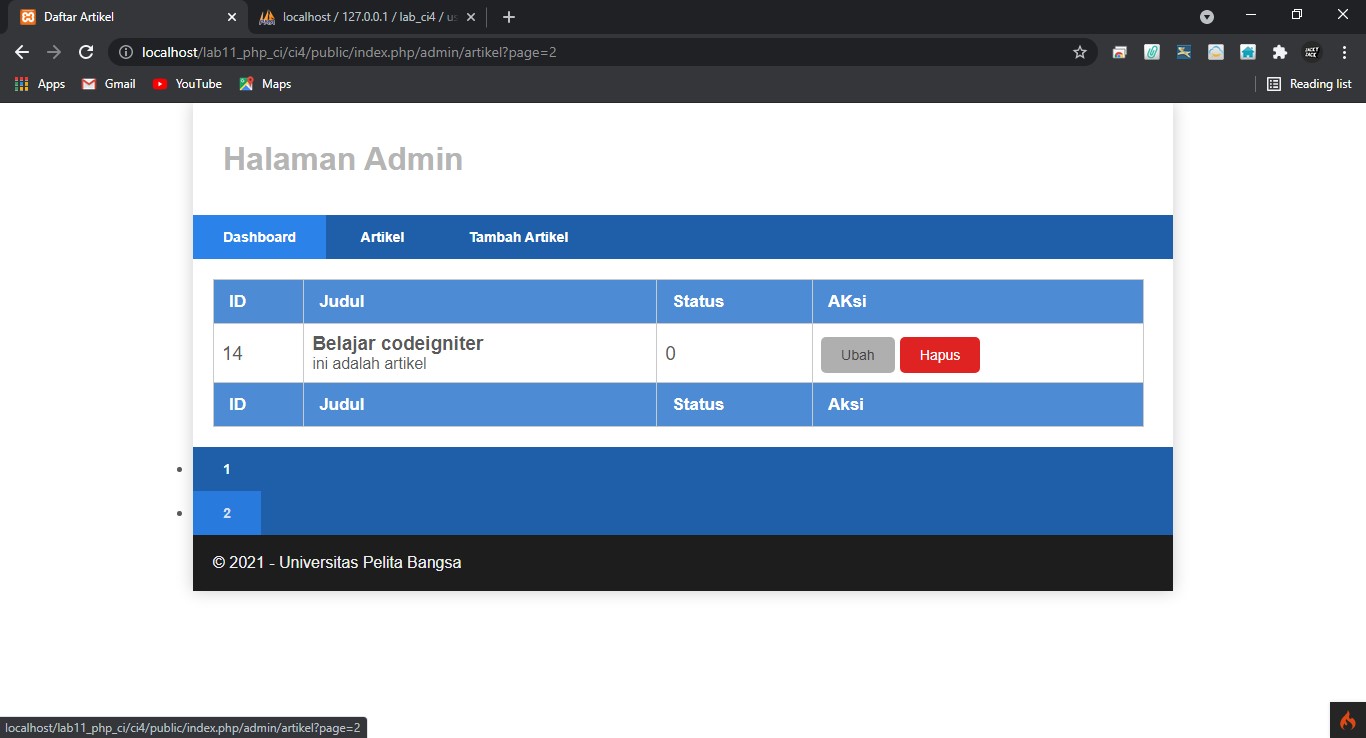 Daftar Artikel
localhost / 127.0.0.1 / lab_ci4 / us
localhost/lab11_php_ci/ci4/public/index.php/admin/artikel?page=2
Apps Gmail YouTube Maps Reading list
Halaman Admin
Dashboard Artikel Tambah Artikel
ID Judul Status AKsi
14 Belajar codeigniter 0 Ubah Hapus
ini adalah artikel
ID Judul Status Aksi
1
2
© 2021 - Universitas Pelita Bangsa
localhost/lab11_php_ci/ci4/public/index.php/admin/artikel?page=2